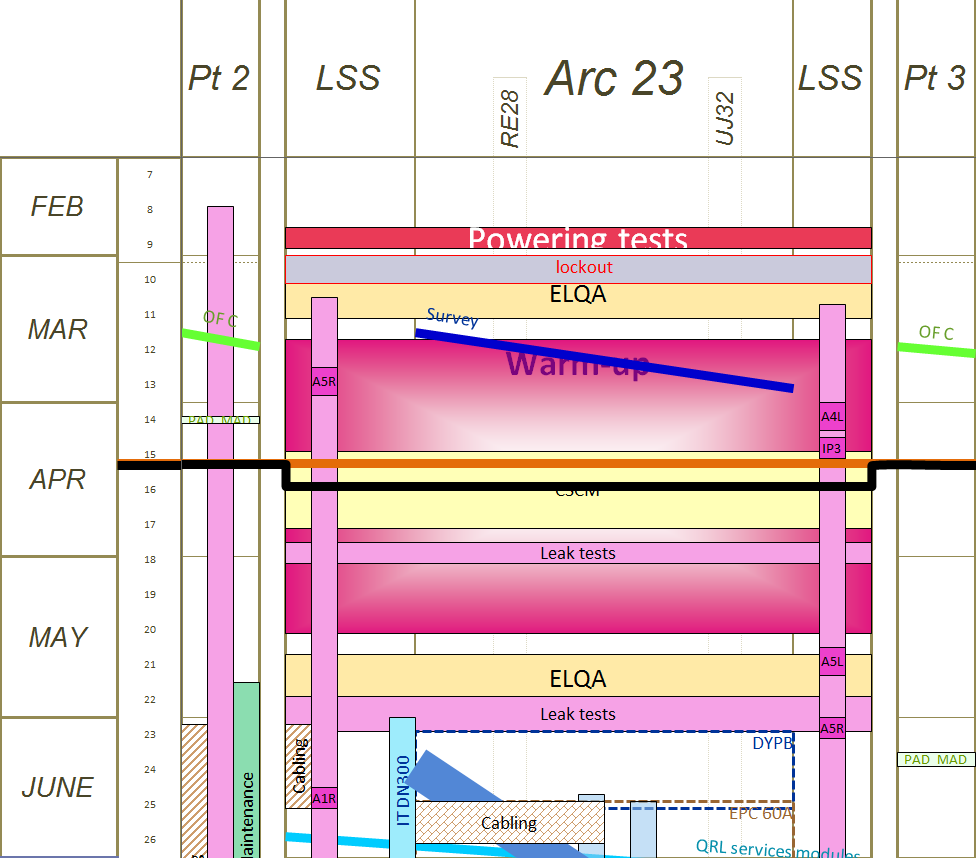 Pt 2
LSS
Arc 23
LSS
Pt 3
RE28
UJ32
FEB
7
8
9
Powering tests
lockout
MAR
10
ELQA
11
OF C
Survey
OF C
12
Warm-up
13
A5R
14
PAD MAD
A4L
15
IP3
APR
16
CSCM
17
18
Leak tests
19
MAY
20
21
A5L
ELQA
22
Leak tests
A5R
23
DYPB
PAD MAD
JUNE
24
Cabling
IT DN300
A1R
25
EPC 60A
Cabling
26
QRL services modules